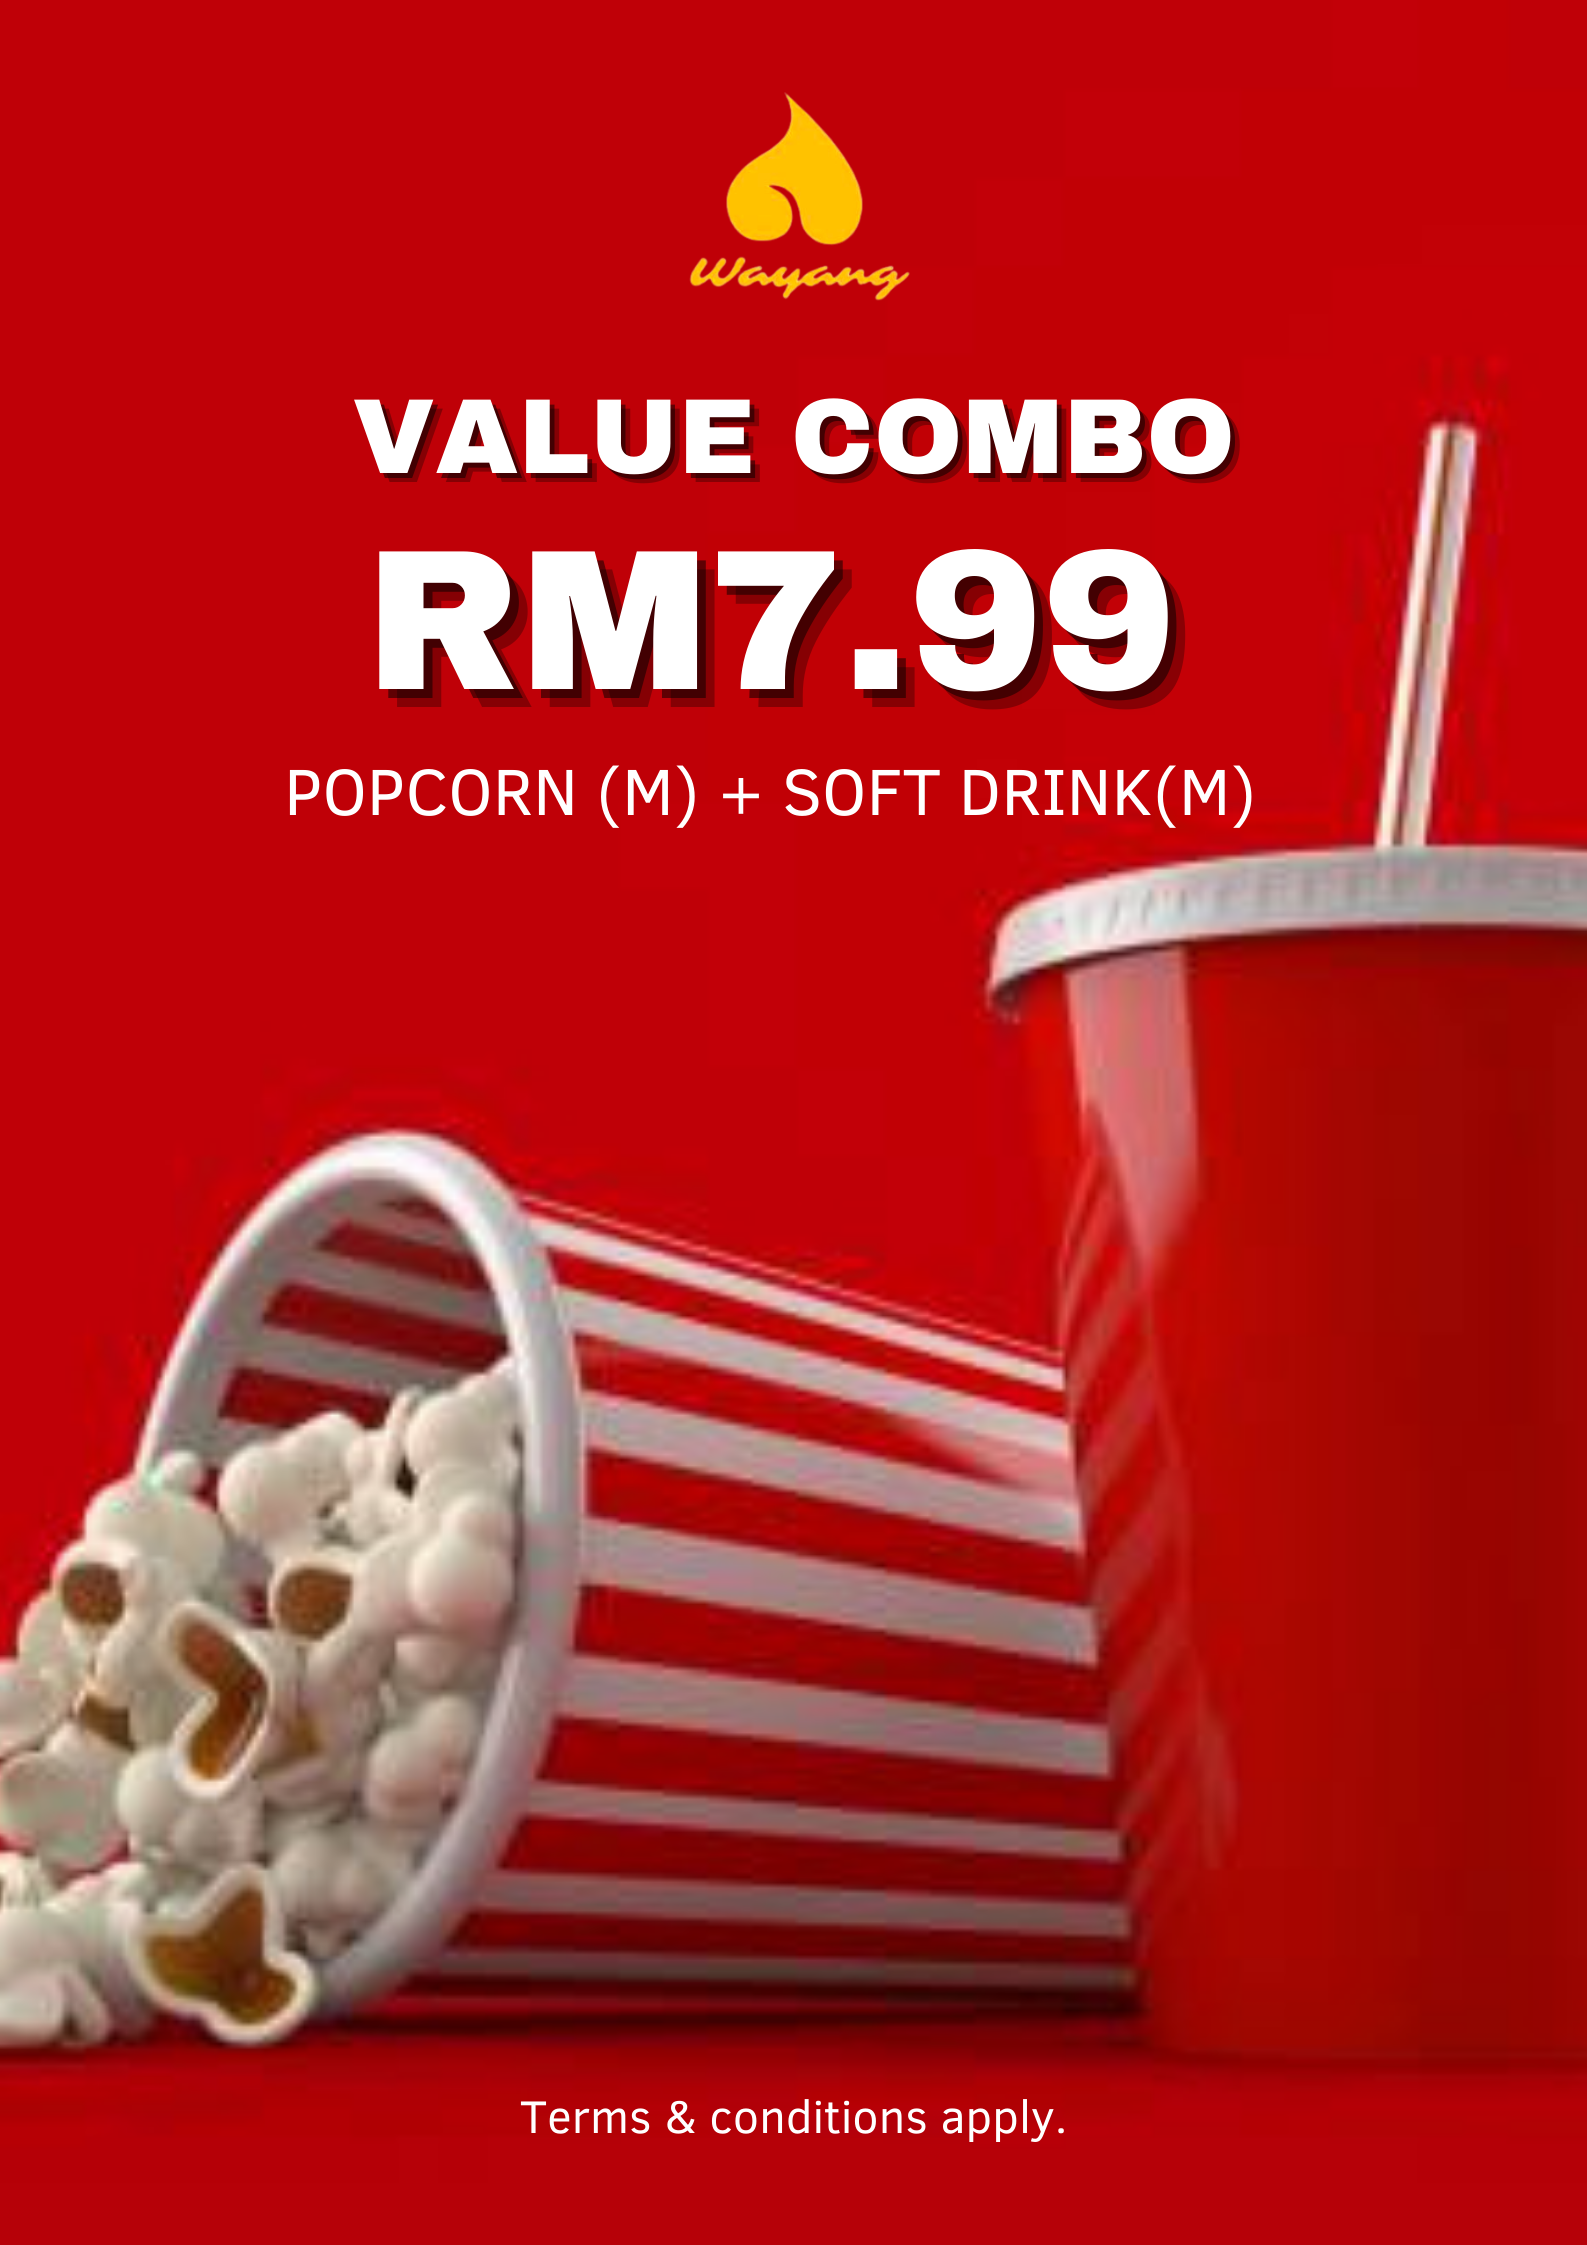 Wayang
VALUE COMBO
RM7.99
POPCORN (M) + SOFT DRINK(M)
Terms & conditions apply.